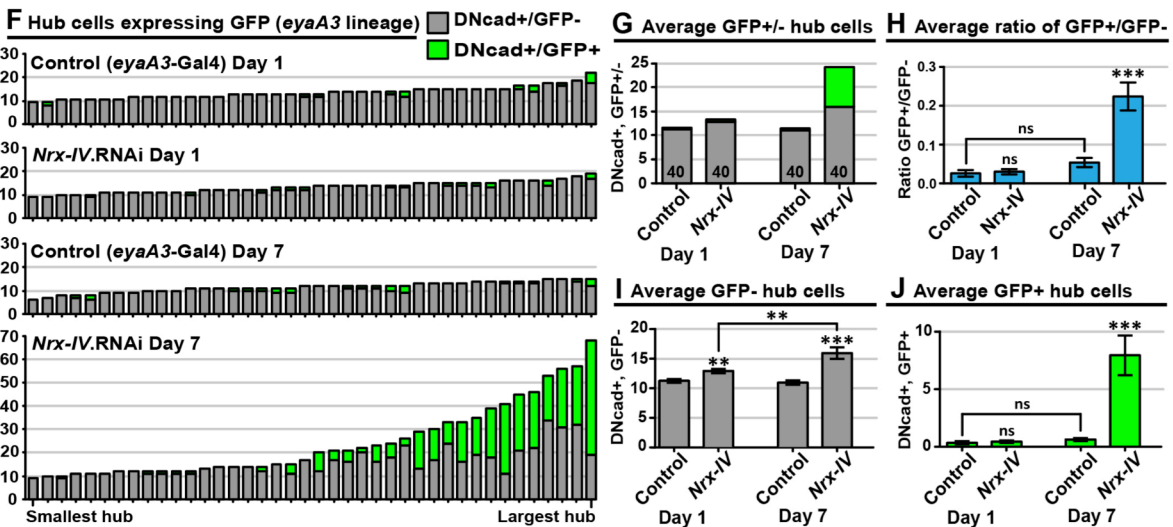 F Hub cells expressing GFP (eyaA3 lineage)
DNcad+/GFP-
DNcad+/GFP+
Control (eyaA3-Gal4) Day 1
30
20
10
0
Nrx-IV.RNAi Day 1
30
20
10
0
Control (eyaA3-Gal4) Day 7
30
20
10
0
Nrx-IV.RNAi Day 7
70
60
50
40
30
20
10
0
Smallest hub
Largest hub
G Average GFP+/- hub cells
DNcad+, GFP+/-
25
20
15
10
5
0
40
40
40
40
Control
Nrx-IV
Control
Nrx-IV
Day 1
Day 7
H Average ratio of GFP+/GFP-
Ratio GFP+/GFP-
0.3
0.2
0.1
0.0
ns
ns
***
Control
Nrx-IV
Control
Nrx-IV
Day 1
Day 7
I Average GFP- hub cells
DNcad+, GFP-
20
15
10
5
0
**
**
***
Control
Nrx-IV
Control
Nrx-IV
Day 1
Day 7
J Average GFP+ hub cells
DNcad+, GFP+
10
5
0
ns
ns
***
Control
Nrx-IV
Control
Nrx-IV
Day 1
Day 7